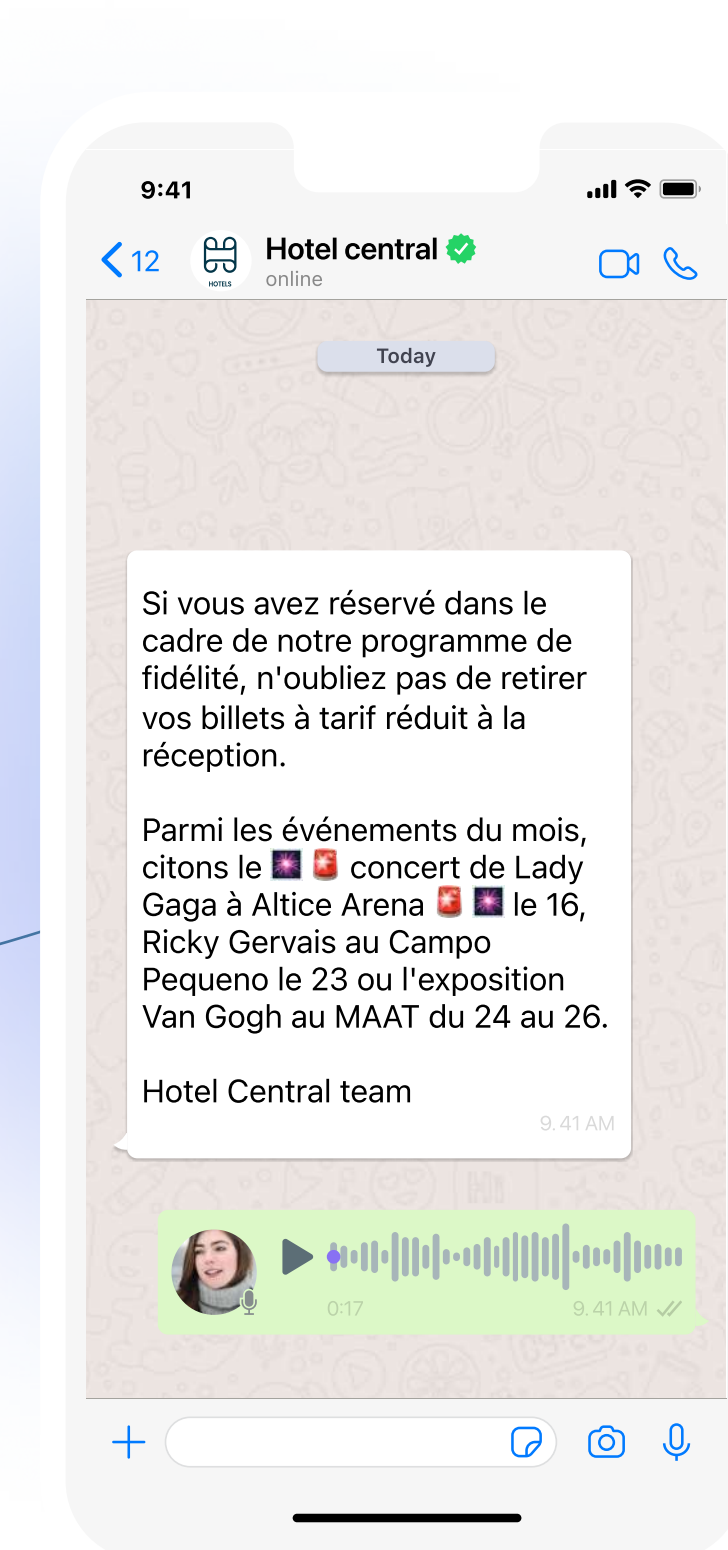 9:41
12
HOTELS
Hotel central
online
Today
Si vous avez réservé dans le
cadre de notre programme de
fidélité, n'oubliez pas de retirer
vos billets à tarif réduit à la
réception.
Parmi les événements du mois,
citons le 🎆 🚨 concert de Lady
Gaga à Altice Arena 🚨 🎆 le 16,
Ricky Gervais au Campo
Pequeno le 23 ou l'exposition
Van Gogh au MAAT du 24 au 26.
Hotel Central team
9.41 AM
0:17
9.41 AM